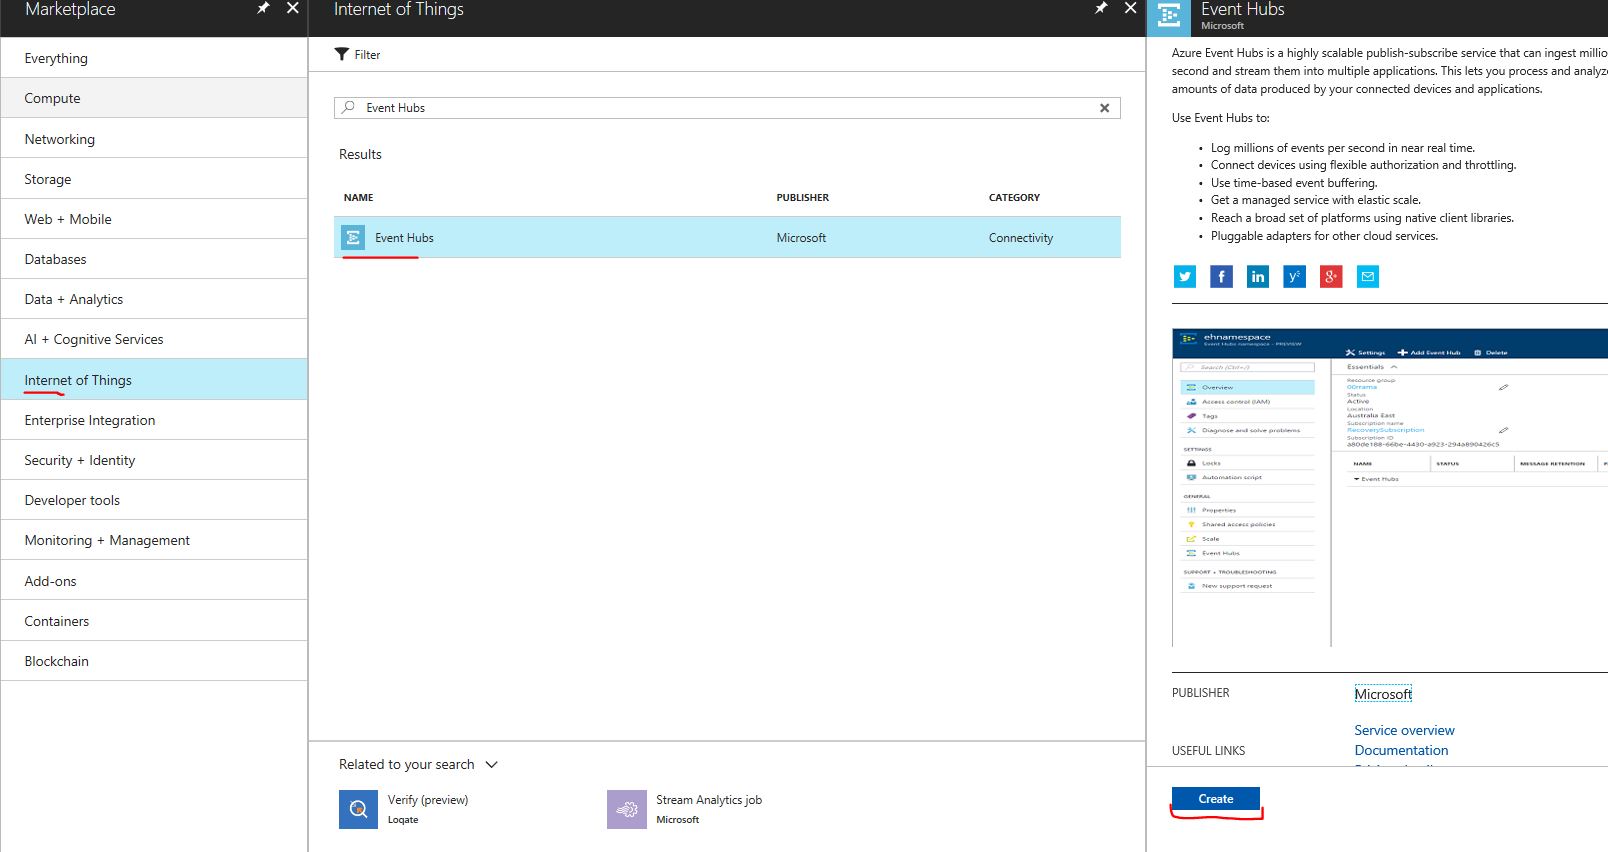 Marketplace
Everything
Compute
Networking
Storage
Web + Mobile
Databases
Data + Analytics
AI + Cognitive Services
Internet of Things
Enterprise Integration
Security + Identity
Developer tools
Monitoring + Management
Add-ons
Containers
Blockchain
Internet of Things
Filter
Event Hubs
Results
NAME PUBLISHER CATEGORY
Event Hubs Microsoft Connectivity
Related to your search
Verify (preview)
Loqate
Stream Analytics job
Microsoft
Event Hubs
Microsoft
Azure Event Hubs is a highly scalable publish-subscribe service that can ingest
second and stream them into multiple applications. This lets you process and
amounts of data produced by your connected devices and applications.
Use Event Hubs to:
• Log millions of events per second in near real time.
• Connect devices using flexible authorization and throttling.
• Use time-based event buffering.
• Get a managed service with elastic scale.
• Reach a broad set of platforms using native client libraries.
• Pluggable adapters for other cloud services.
ehnamespace
Event Hubs namespace - PREVIEW
Search (Ctrl+/)
Overview
Access control (IAM)
Tags
Diagnose and solve problems
SETTINGS
Locks
Automation script
GENERAL
Properties
Shared access policies
Scale
Event Hubs
SUPPORT + TROUBLESHOOTING
New support request
Settings Add Event Hub Delete
Essentials
Resource group
00rrama
Status
Active
Location
Australia East
Subscription name
RecoverySubscription
Subscription ID
a80de188-66be-4430-a923-294a890426c5
NAME STATUS MESSAGE RETENTION
Event Hubs
PUBLISHER Microsoft
Service overview
USEFUL LINKS Documentation
Create